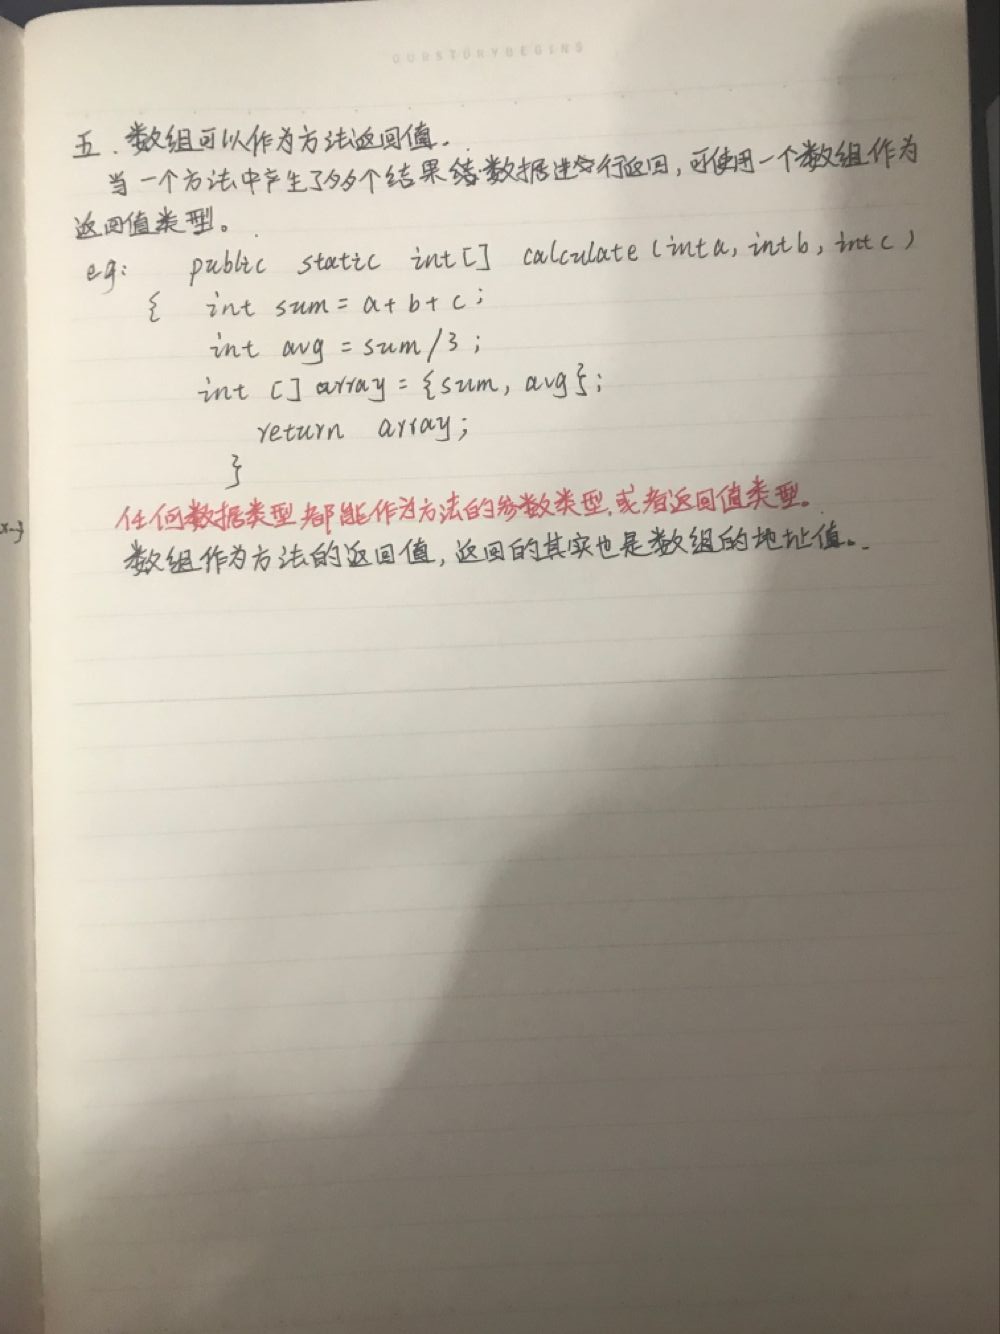 OURSTORYBEGINS
五. 数组可以作为方法返回值.
当一个方法中产生了多个结果数据进行返回,可使用一个数组作为
返回值类型。
eg: public static int[] calculate(int a, int b, int c)
{ int sum = a + b + c;
int avg = sum/3;
int [] array = {sum, avg};
return array;
}
任何数据类型都能作为方法的参数类型,或者返回值类型。
数组作为方法的返回值,返回的其实也是数组的地址值。